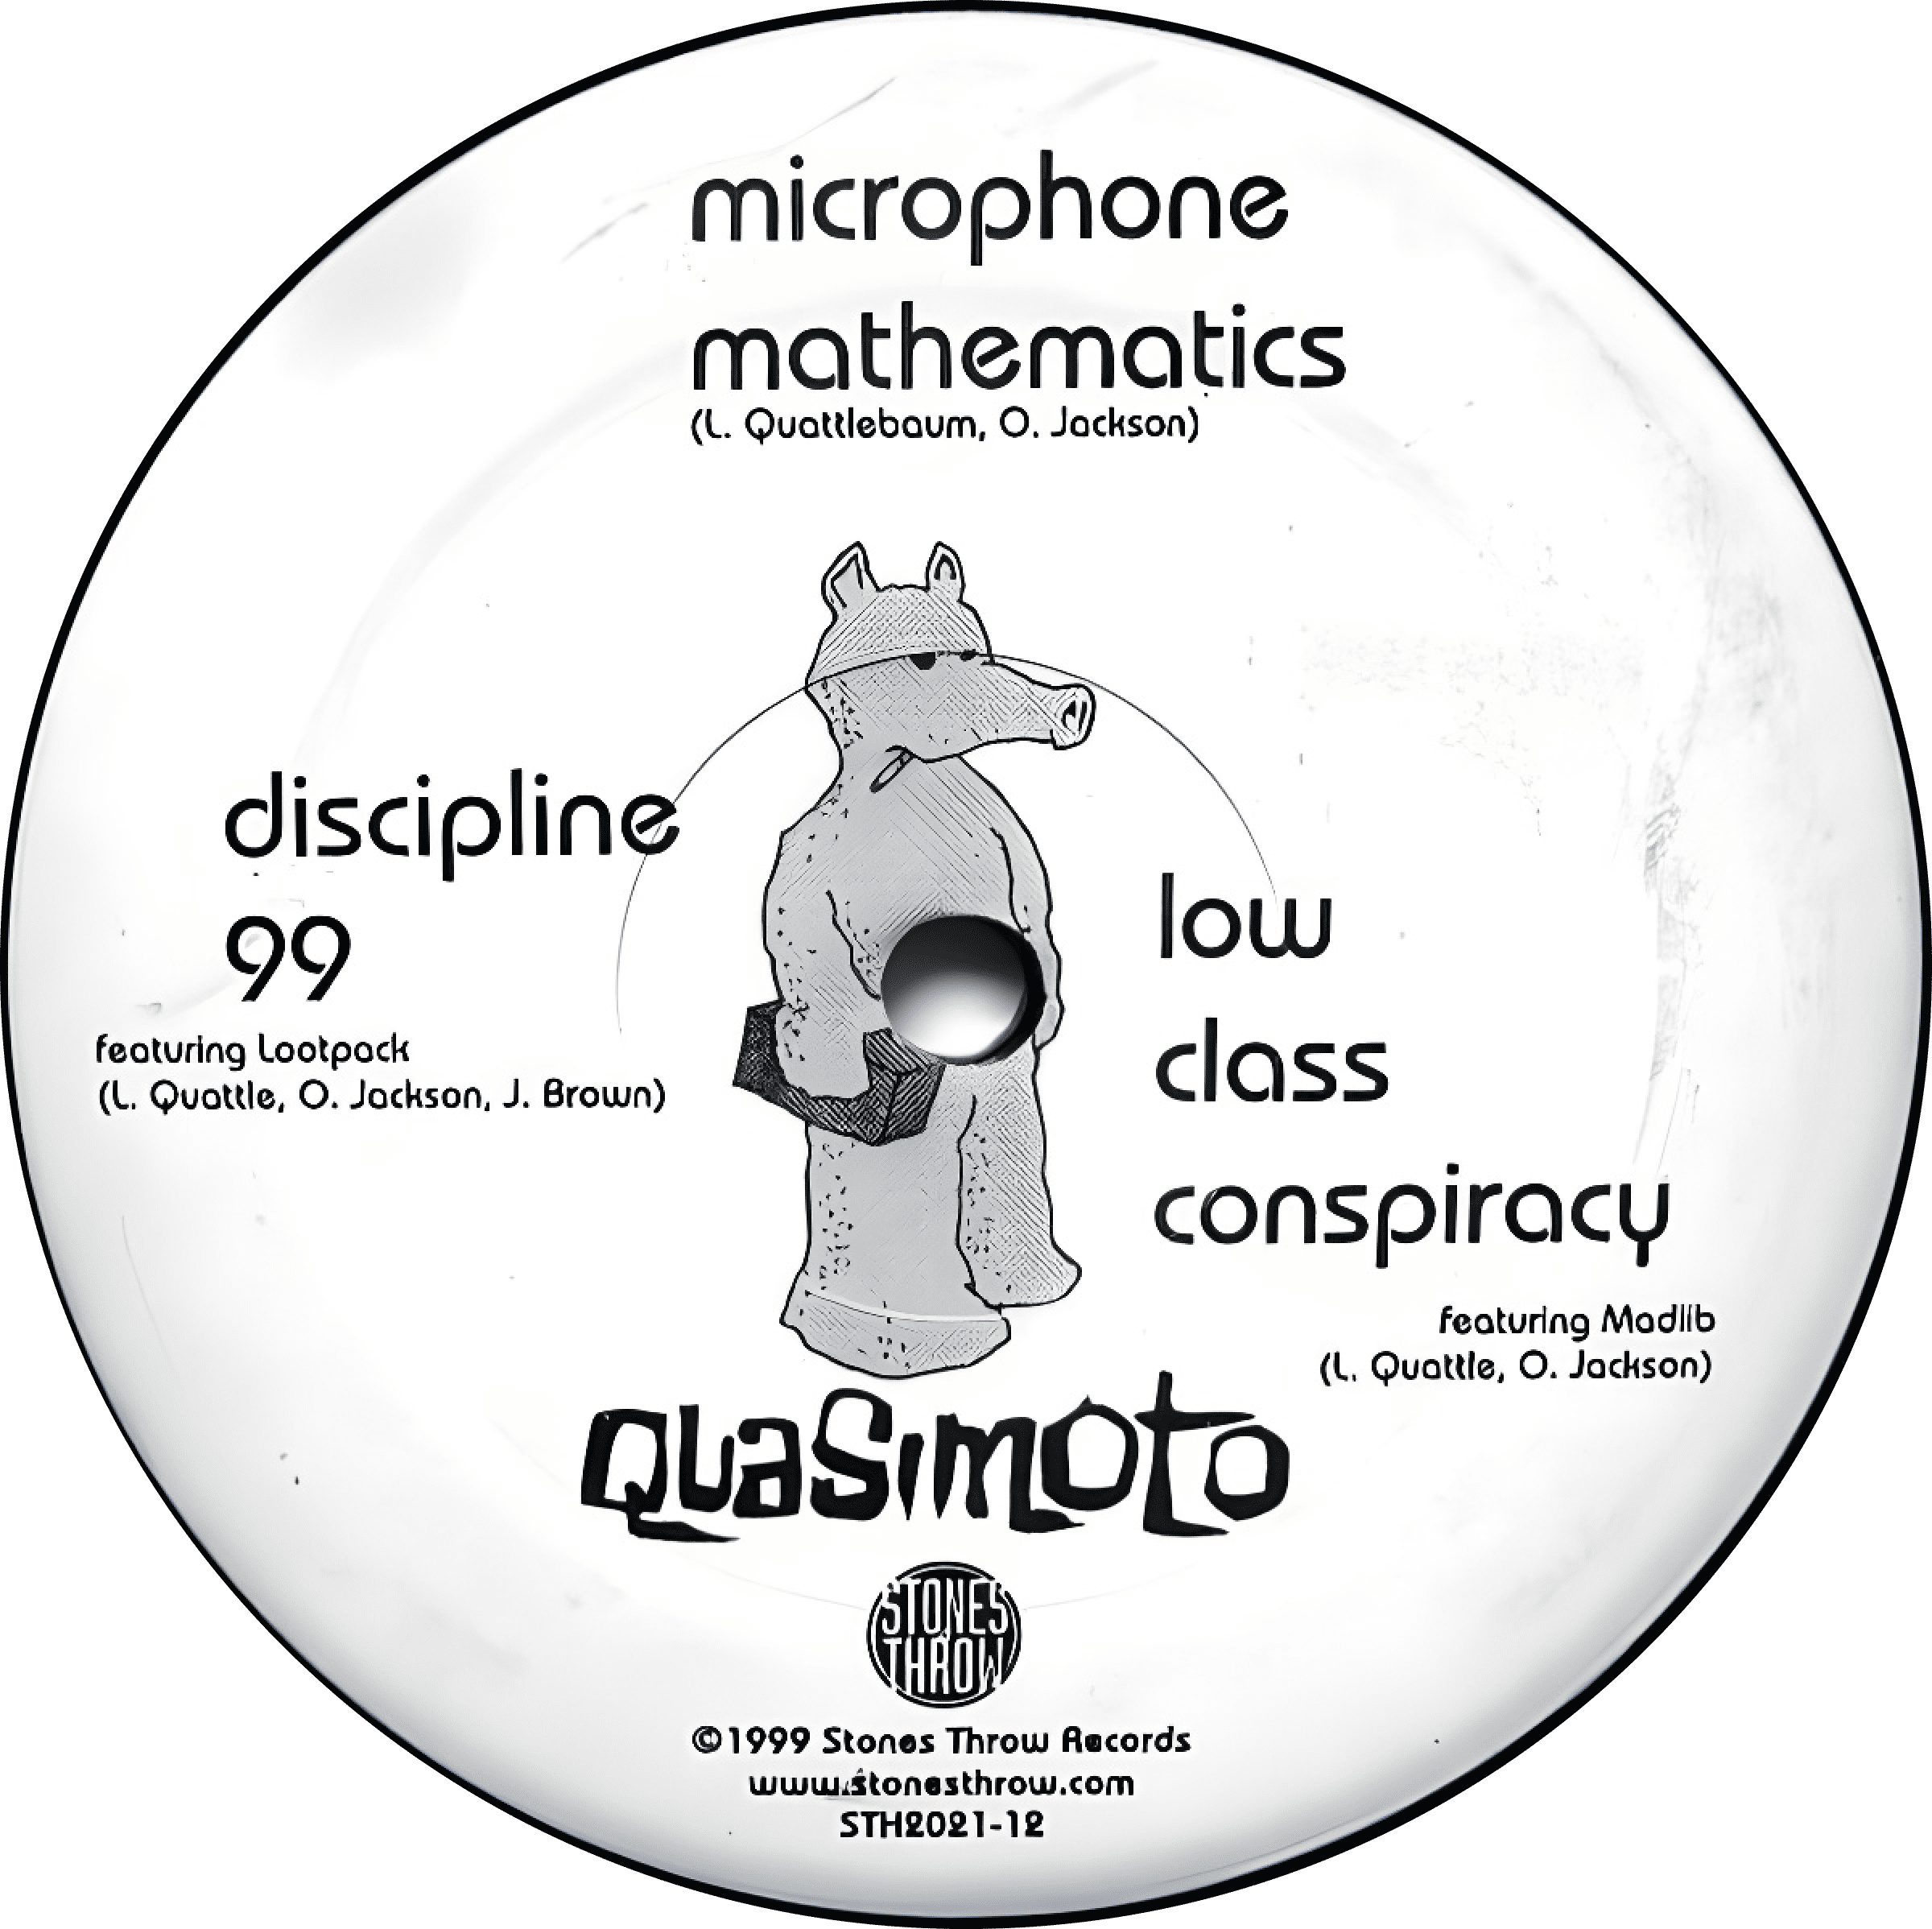 microphone
mathematics
(L. Quattlebaum, O. Jackson)
discipline
99
featuring Lootpack
(L. Quattle, O. Jackson, J. Brown)
low
class
conspiracy
featuring Madlib
(L. Quattle, O. Jackson)
Quasimoto
STONES
THROW
©1999 Stones Throw Records
www.stonesthrow.com
STH2021-12